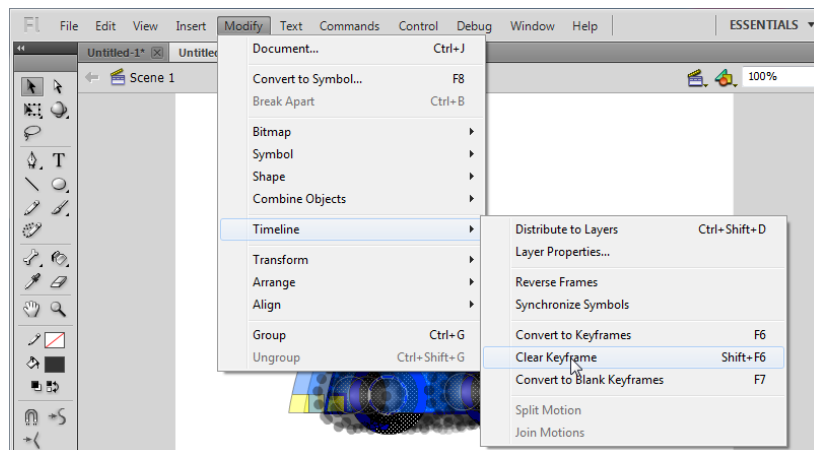 Fl File Edit View Insert Modify Text Commands Control Debug Window Help ESSENTIALS
Untitled-1* Untitle
Scene 1 100%
Document... Ctrl+J
Convert to Symbol... F8
Break Apart Ctrl+B
Bitmap
Symbol
Shape
Combine Objects
Timeline
Transform
Arrange
Align
Group Ctrl+G
Ungroup Ctrl+Shift+G
Distribute to Layers Ctrl+Shift+D
Layer Properties...
Reverse Frames
Synchronize Symbols
Convert to Keyframes F6
Clear Keyframe Shift+F6
Convert to Blank Keyframes F7
Split Motion
Join Motions